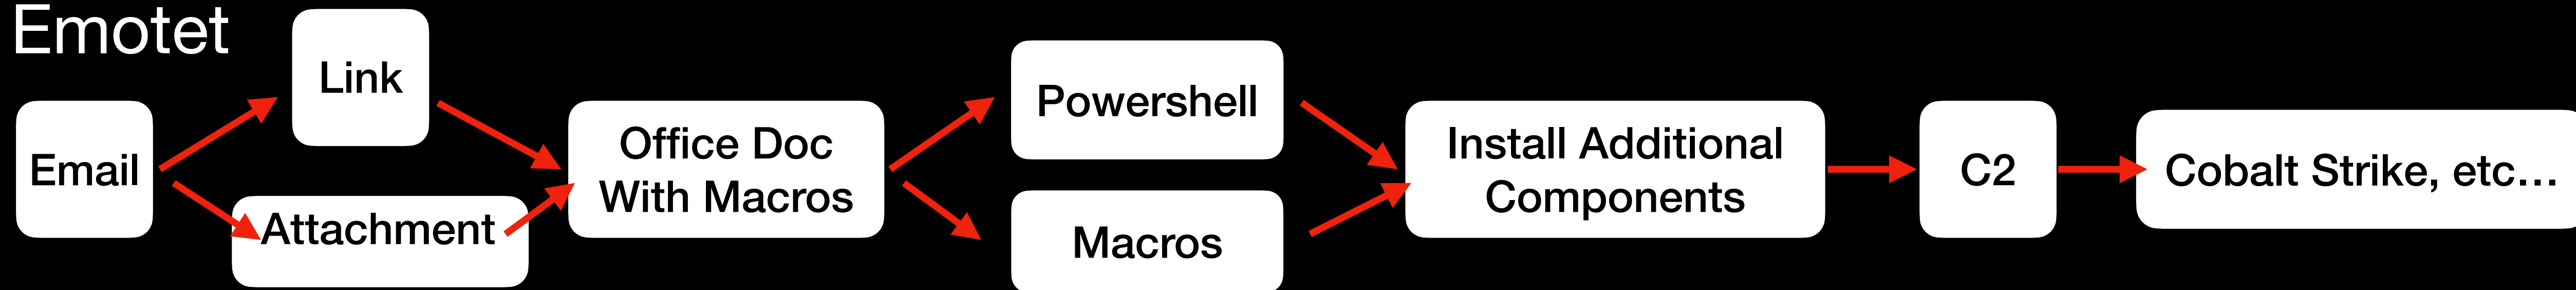 Emotet
Link
Email
Attachment
Office Doc
With Macros
Powershell
Macros
Install Additional
Components
C2
Cobalt Strike, etc…